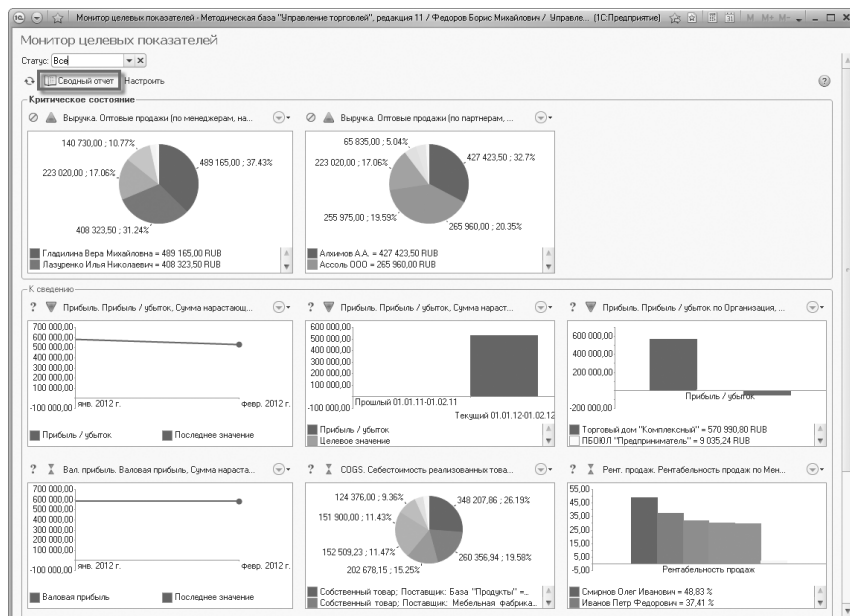 Монитор целевых показателей - Методическая база "Управление торговлей", редакция 11 / Федоров Борис Михайлович / Управле... (1С:Предприятие)
M M+ M-
Монитор целевых показателей
Статус: Все
Сводный отчет Настроить
Критическое состояние
Выручка. Оптовые продажи (по менеджерам, на...
Выручка. Оптовые продажи (по партнерам, ...
140 730,00 ; 10.77%
489 165,00 ; 37.43%
223 020,00 ; 17.06%
408 323,50 ; 31.24%
65 835,00 ; 5.04%
427 423,50 ; 32.7%
223 020,00 ; 17.06%
255 975,00 ; 19.59%
265 960,00 ; 20.35%
Гладилина Вера Михайловна = 489 165,00 RUB
Лазуренко Илья Николаевич = 408 323,50 RUB
Алхимов А.А. = 427 423,50 RUB
Ассоль ООО = 265 960,00 RUB
К сведению
? Прибыль. Прибыль / убыток, Сумма нарастающ...
? Прибыль. Прибыль / убыток, Сумма нараст...
? Прибыль. Прибыль / убыток по Организация, ...
700 000,00
600 000,00
500 000,00
400 000,00
300 000,00
200 000,00
100 000,00
-100 000,00
янв. 2012 г.
февр. 2012 г.
Прибыль / убыток
Последнее значение
600 000,00
500 000,00
400 000,00
300 000,00
200 000,00
100 000,00
-100 000,00
Прошлый 01.01.11-01.02.11
Текущий 01.01.12-01.02.12
Прибыль / убыток
Целевое значение
600 000,00
400 000,00
200 000,00
-200 000,00
Прибыль / убыток
Торговый дом "Комплексный" = 570 990,80 RUB
ПБОЮЛ "Предприниматель" = 9 035,24 RUB
? Вал. прибыль. Валовая прибыль, Сумма нараста...
? COGS. Себестоимость реализованных това...
? Рент. продаж. Рентабельность продаж по Мен...
700 000,00
600 000,00
500 000,00
400 000,00
300 000,00
200 000,00
100 000,00
-100 000,00
янв. 2012 г.
февр. 2012 г.
Валовая прибыль
Последнее значение
124 376,00 ; 9.36%
348 207,86 ; 26.19%
151 900,00 ; 11.43%
152 509,23 ; 11.47%
202 678,15 ; 15.25%
260 356,94 ; 19.58%
Собственный товар; Поставщик: База "Продукты" =...
Собственный товар; Поставщик: Мебельная фабрика...
55,00
45,00
35,00
25,00
15,00
5,00
-5,00
Рентабельность продаж
Смирнов Олег Иванович = 48,83 %
Иванов Петр Федорович = 37,41 %